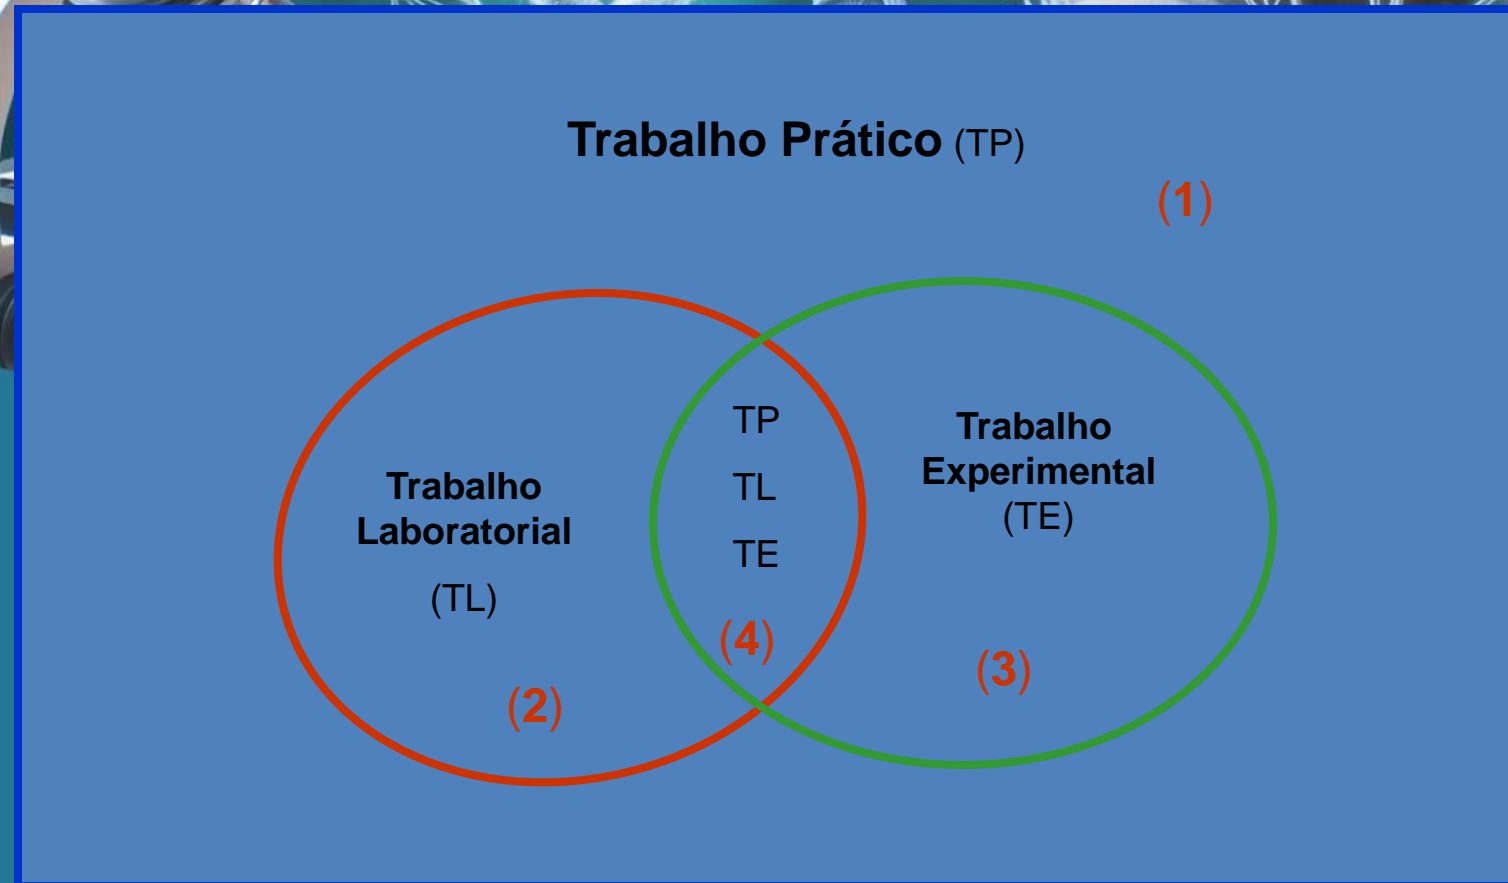 Trabalho Prático (TP)
(1)
Trabalho
Laboratorial
(TL)
(2)
TP
TL
TE
(4)
Trabalho
Experimental
(TE)
(3)